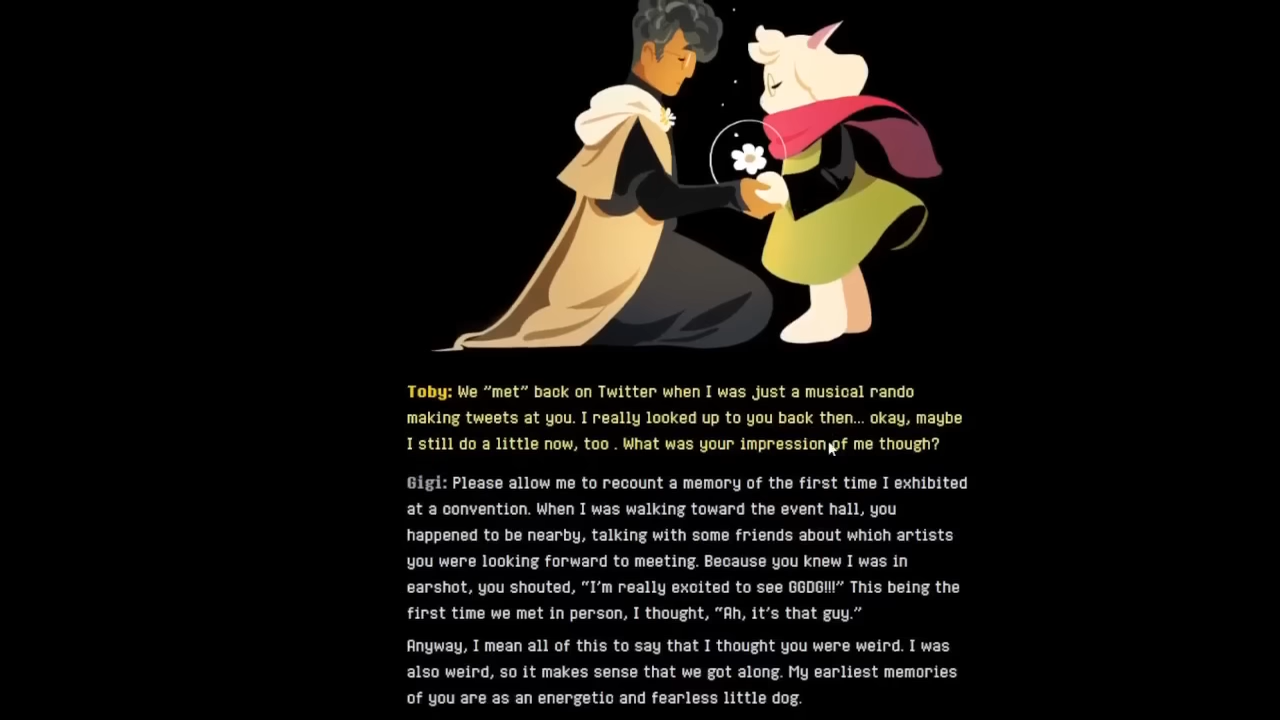 Toby: We "met" back on Twitter when I was just a musical rando
making tweets at you. I really looked up to you back then... okay, maybe
I still do a little now, too . What was your impression of me though?
Gigi: Please allow me to recount a memory of the first time I exhibited
at a convention. When I was walking toward the event hall, you
happened to be nearby, talking with some friends about which artists
you were looking forward to meeting. Because you knew I was in
earshot, you shouted, "I'm really excited to see GGDG!!!" This being the
first time we met in person, I thought, "Ah, it's that guy."
Anyway, I mean all of this to say that I thought you were weird. I was
also weird, so it makes sense that we got along. My earliest memories
of you are as an energetic and fearless little dog.